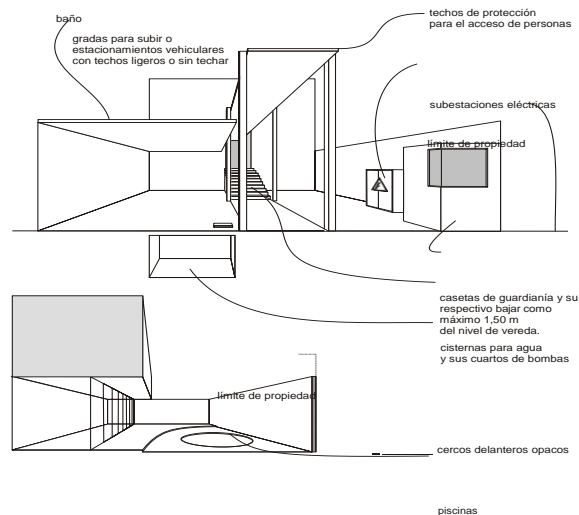 baño
gradas para subir o
estacionamientos vehiculares
con techos ligeros o sin techar
techos de protección
para el acceso de personas
subestaciones eléctricas
límite de propiedad
casetas de guardianía y su
respectivo bajar como
máximo 1,50 m
del nivel de vereda.
cisternas para agua
y sus cuartos de bombas
límite de propiedad
cercos delanteros opacos
piscinas